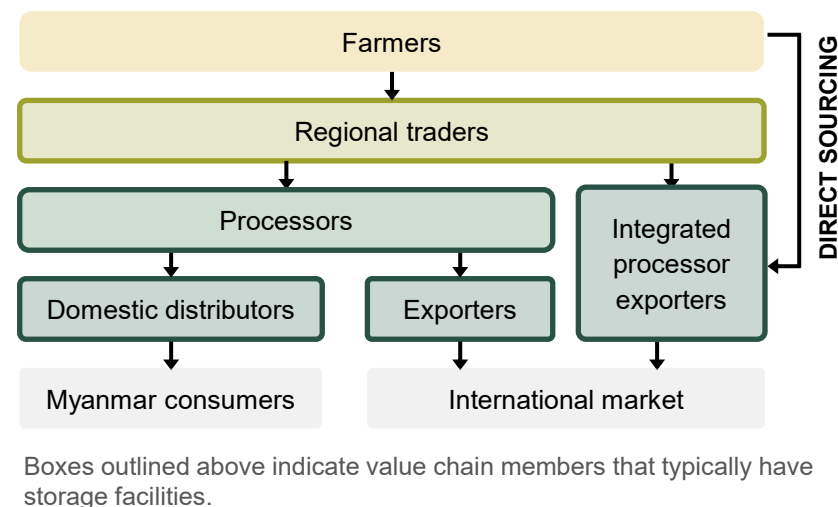 Farmers
DIRECT SOURCING
Regional traders
Processors
Integrated
processor
exporters
Domestic distributors
Exporters
Myanmar consumers
International market
Boxes outlined above indicate value chain members that typically have
storage facilities.